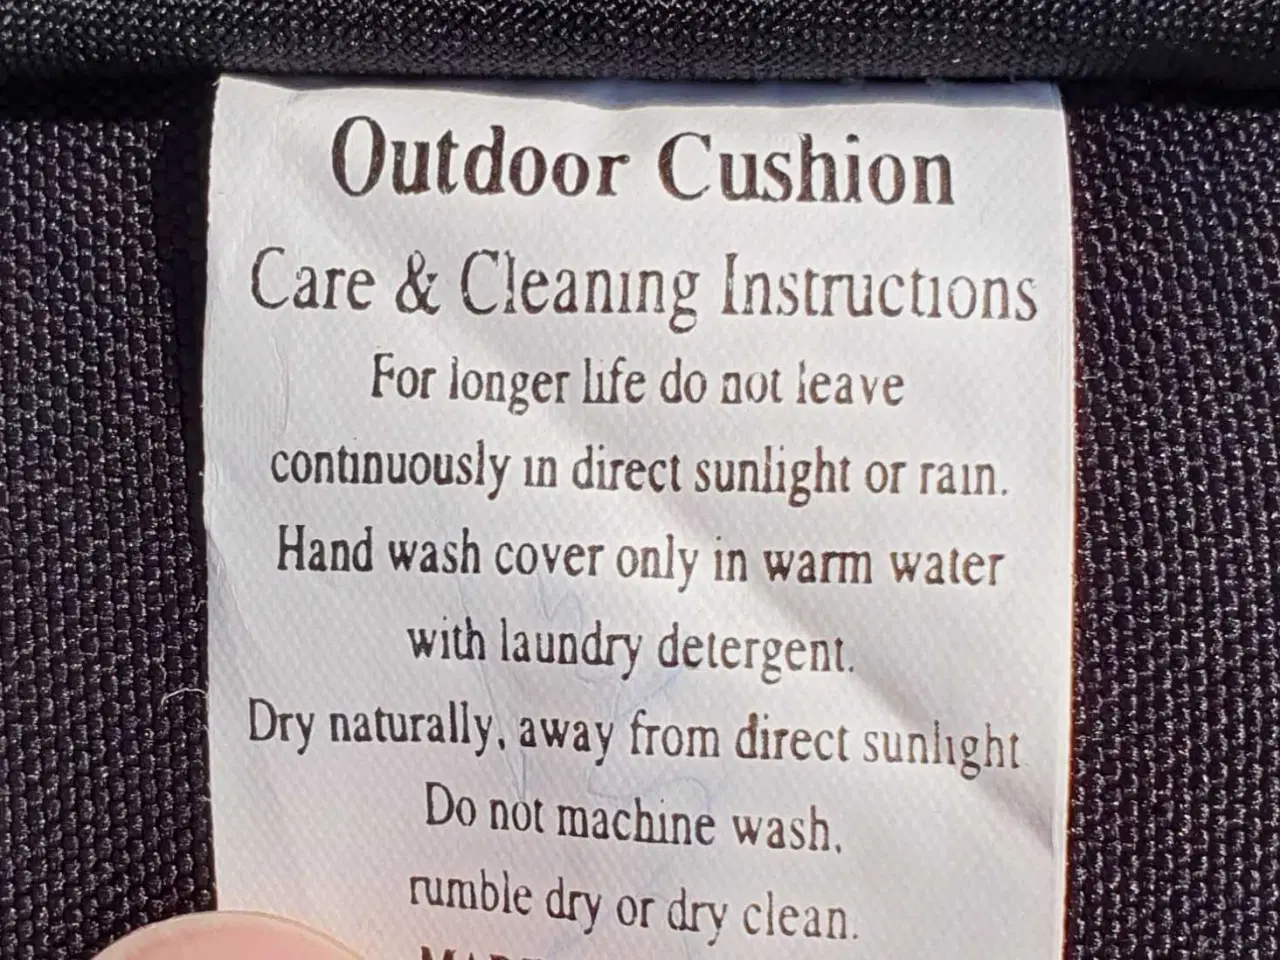 Outdoor Cushion
Care & Cleaning Instructions
For longer life do not leave
continuously in direct sunlight or rain.
Hand wash cover only in warm water
with laundry detergent.
Dry naturally, away from direct sunlight
Do not machine wash,
rumble dry or dry clean.